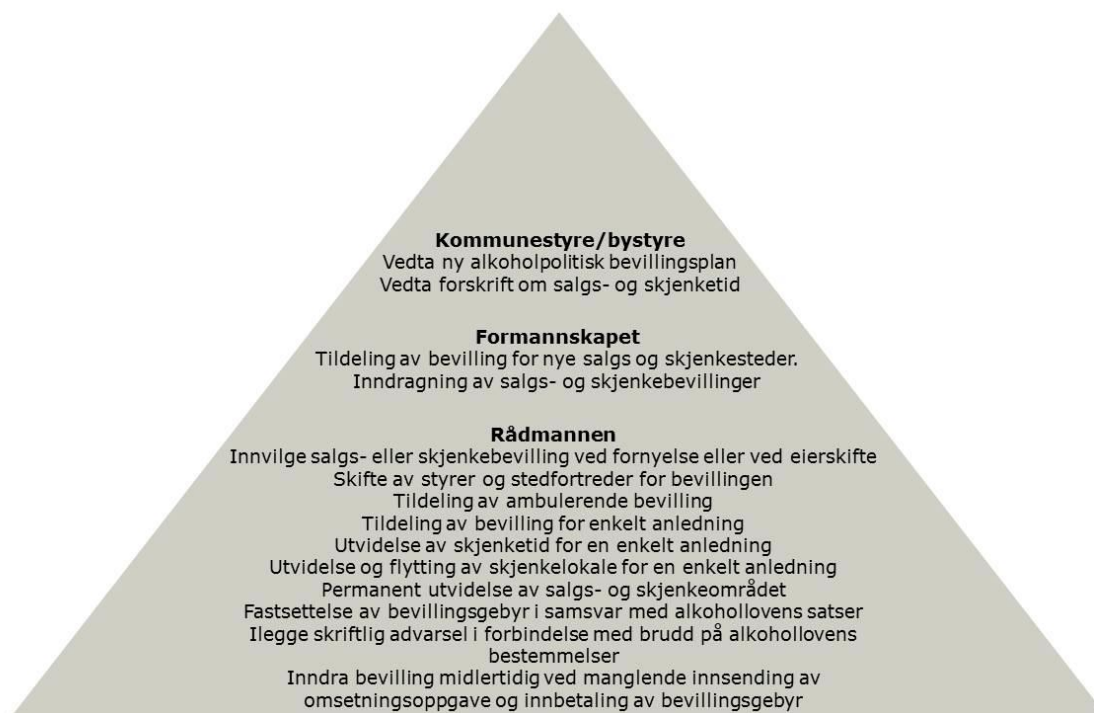 Kommunestyre/bystyre
Vedta ny alkoholpolitisk bevillingsplan
Vedta forskrift om salgs- og skjenketid
Formannskapet
Tildeling av bevilling for nye salgs og skjenkesteder.
Inndragning av salgs- og skjenkebevillinger
Rådmannen
Innvilge salgs- eller skjenkebevilling ved fornyelse eller ved eierskifte
Skifte av styrer og stedfortreder for bevillingen
Tildeling av ambulerende bevilling
Tildeling av bevilling for enkelt anledning
Utvidelse av skjenketid for en enkelt anledning
Utvidelse og flytting av skjenkelokale for en enkelt anledning
Permanent utvidelse av salgs- og skjenkeområdet
Fastsettelse av bevillingsgebyr i samsvar med alkohollovens satser
Ilegge skriftlig advarsel i forbindelse med brudd på alkohollovens
bestemmelser
Inndra bevilling midlertidig ved manglende innsending av
omsetningsoppgave og innbetaling av bevillingsgebyr